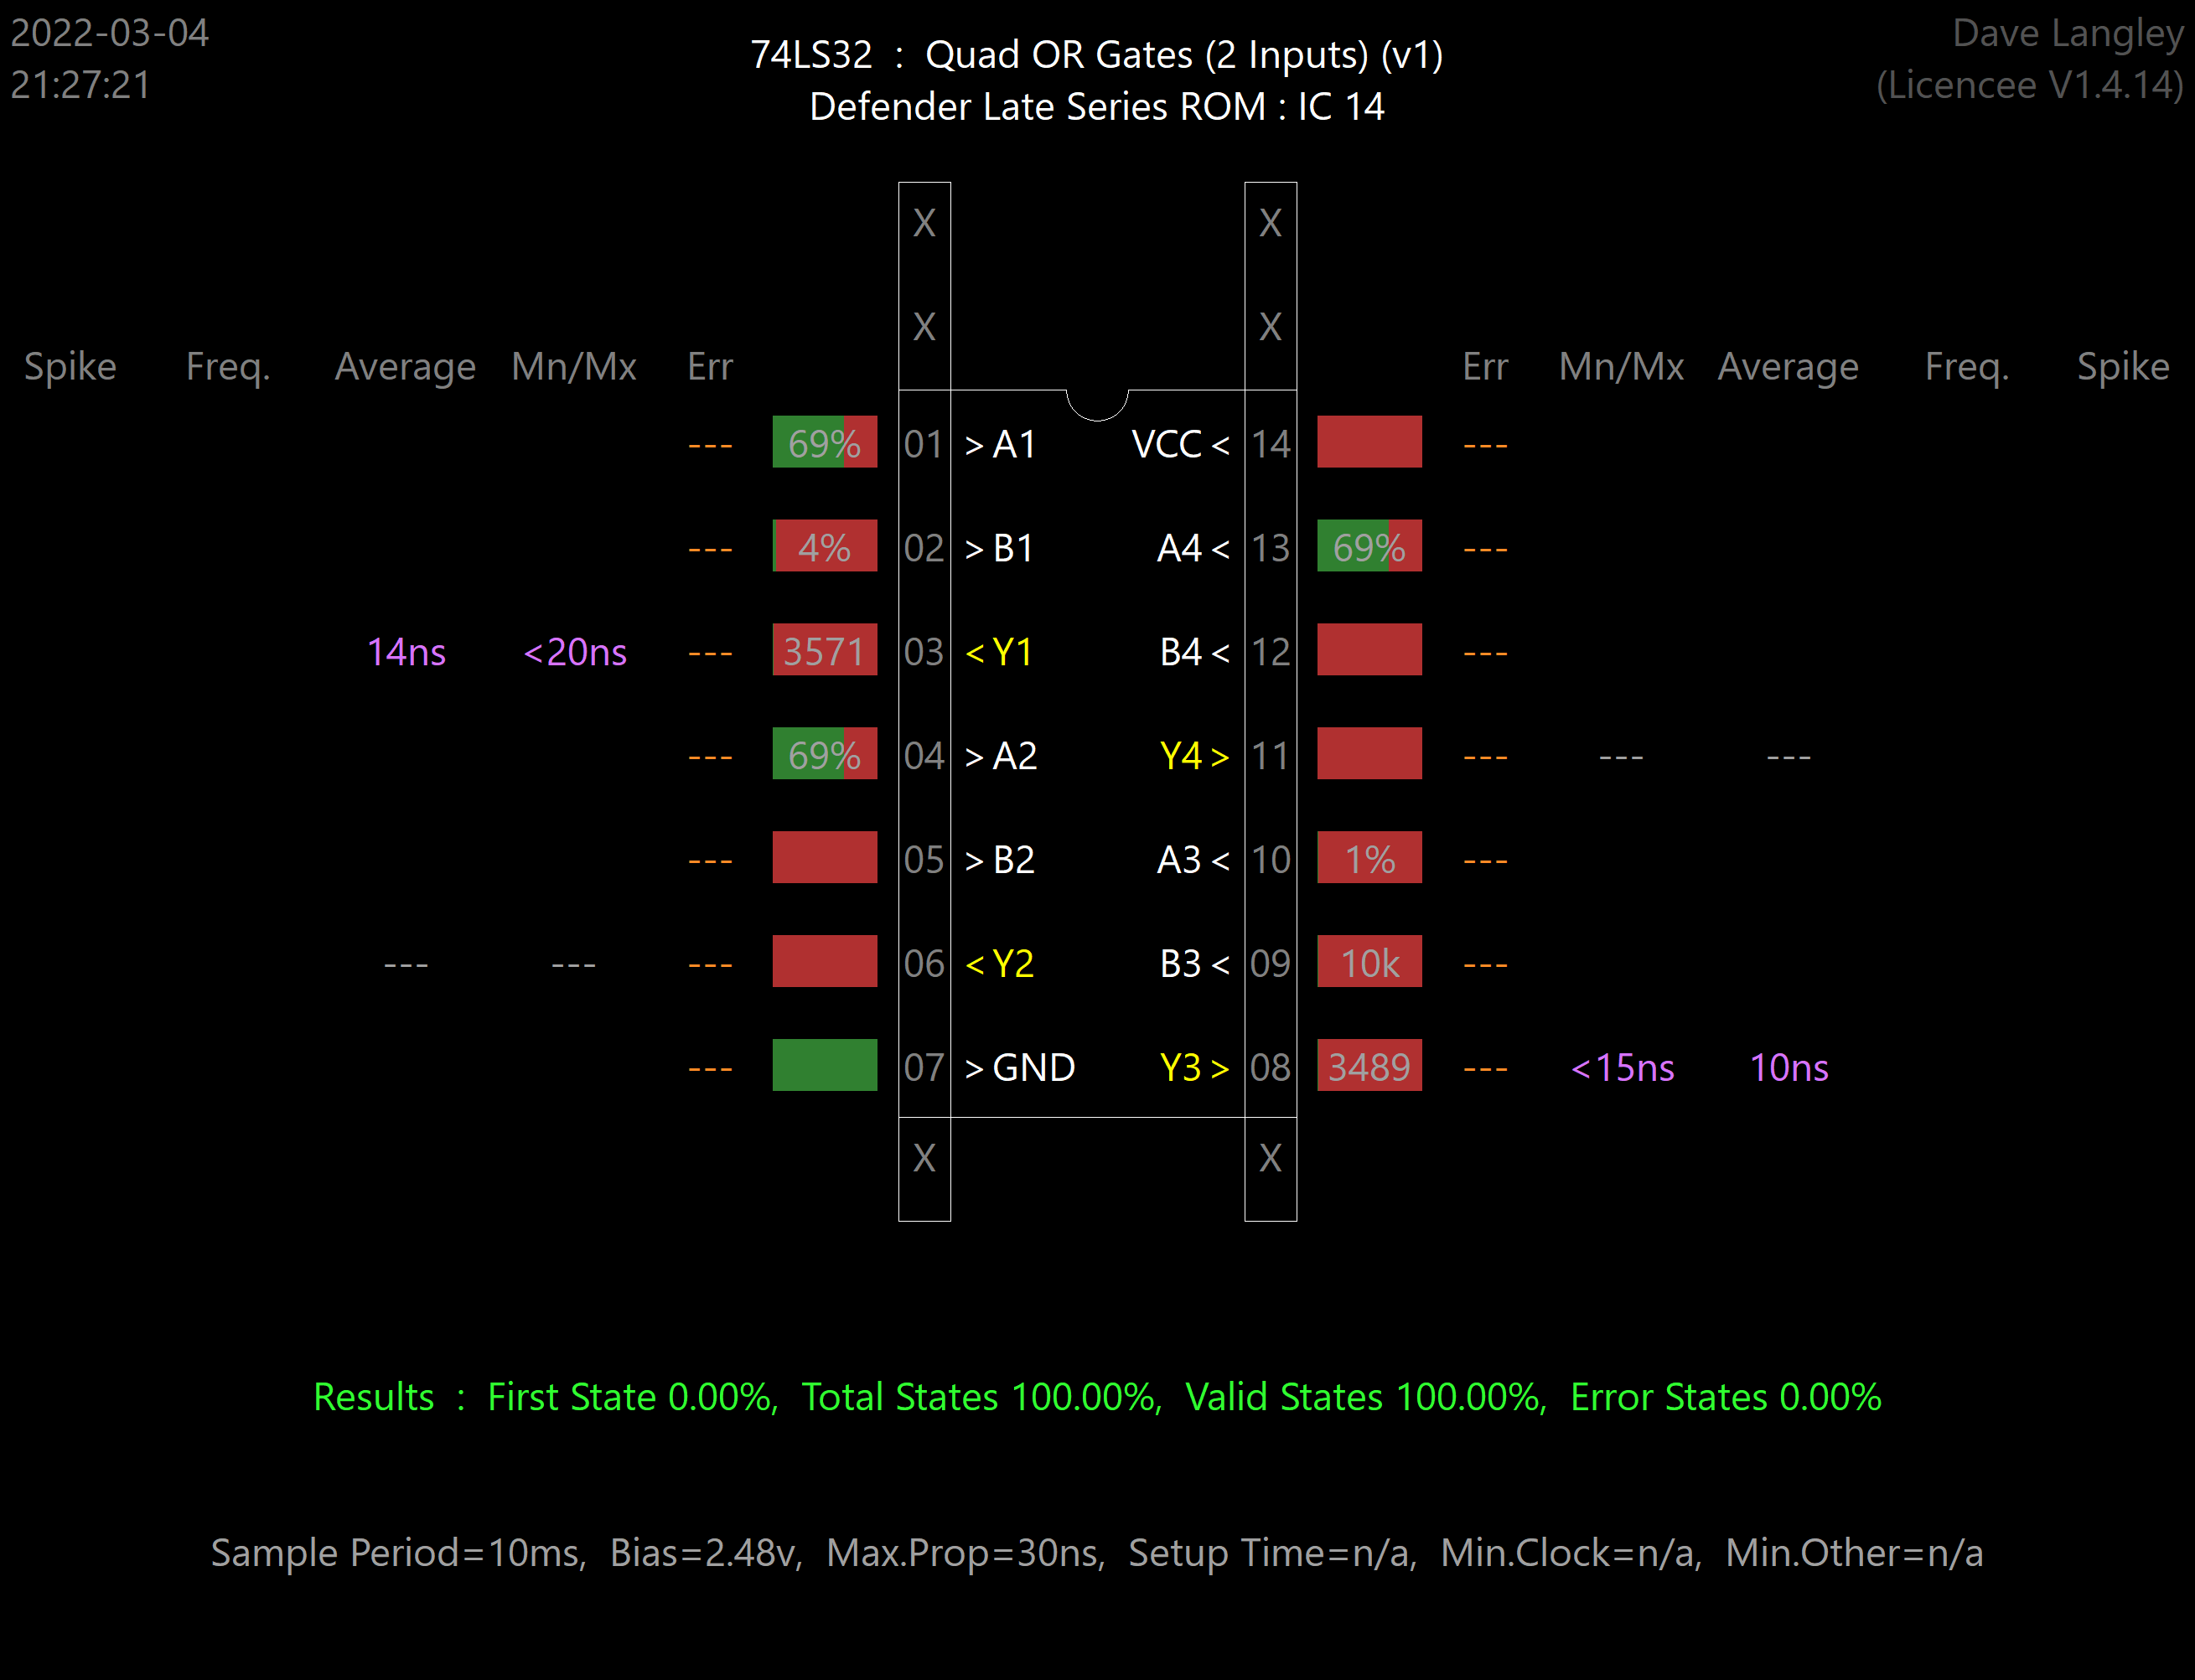 2022-03-04
21:27:21
74LS32 : Quad OR Gates (2 Inputs) (v1)
Defender Late Series ROM : IC 14
Dave Langley
(Licencee V1.4.14)
X X
X X
Spike Freq. Average Mn/Mx Err Err Mn/Mx Average Freq. Spike
--- 69% 01 > A1 VCC < 14 ---
--- 4% 02 > B1 A4 < 13 69% ---
14ns <20ns --- 3571 03 < Y1 B4 < 12 ---
--- 69% 04 > A2 Y4 > 11 --- --- ---
--- 05 > B2 A3 < 10 1% ---
--- --- --- 06 < Y2 B3 < 09 10k ---
--- 07 > GND Y3 > 08 3489 --- <15ns 10ns
X X
Results : First State 0.00%, Total States 100.00%, Valid States 100.00%, Error States 0.00%
Sample Period=10ms, Bias=2.48v, Max.Prop=30ns, Setup Time=n/a, Min.Clock=n/a, Min.Other=n/a